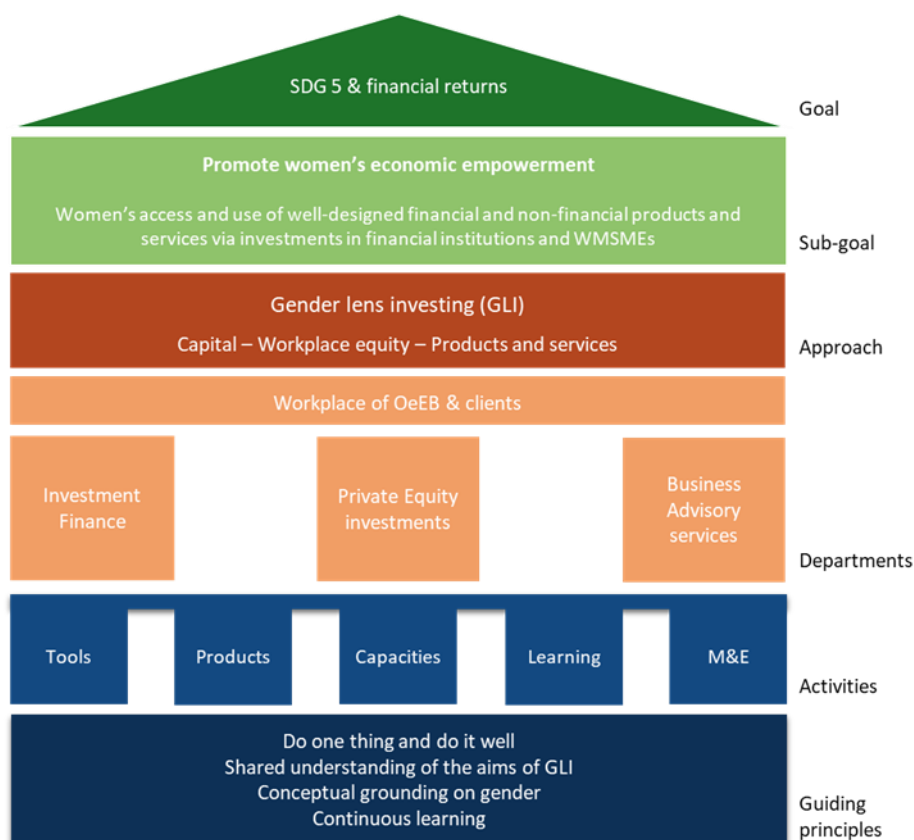 SDG 5 & financial returns
Goal
Promote women's economic empowerment
Women's access and use of well-designed financial and non-financial products and
services via investments in financial institutions and WMSMEs
Sub-goal
Gender lens investing (GLI)
Capital – Workplace equity – Products and services
Approach
Workplace of OeEB & clients
Investment
Finance
Private Equity
investments
Business
Advisory
services
Departments
Tools
Products
Capacities
Learning
M&E
Activities
Do one thing and do it well
Shared understanding of the aims of GLI
Conceptual grounding on gender
Continuous learning
Guiding
principles